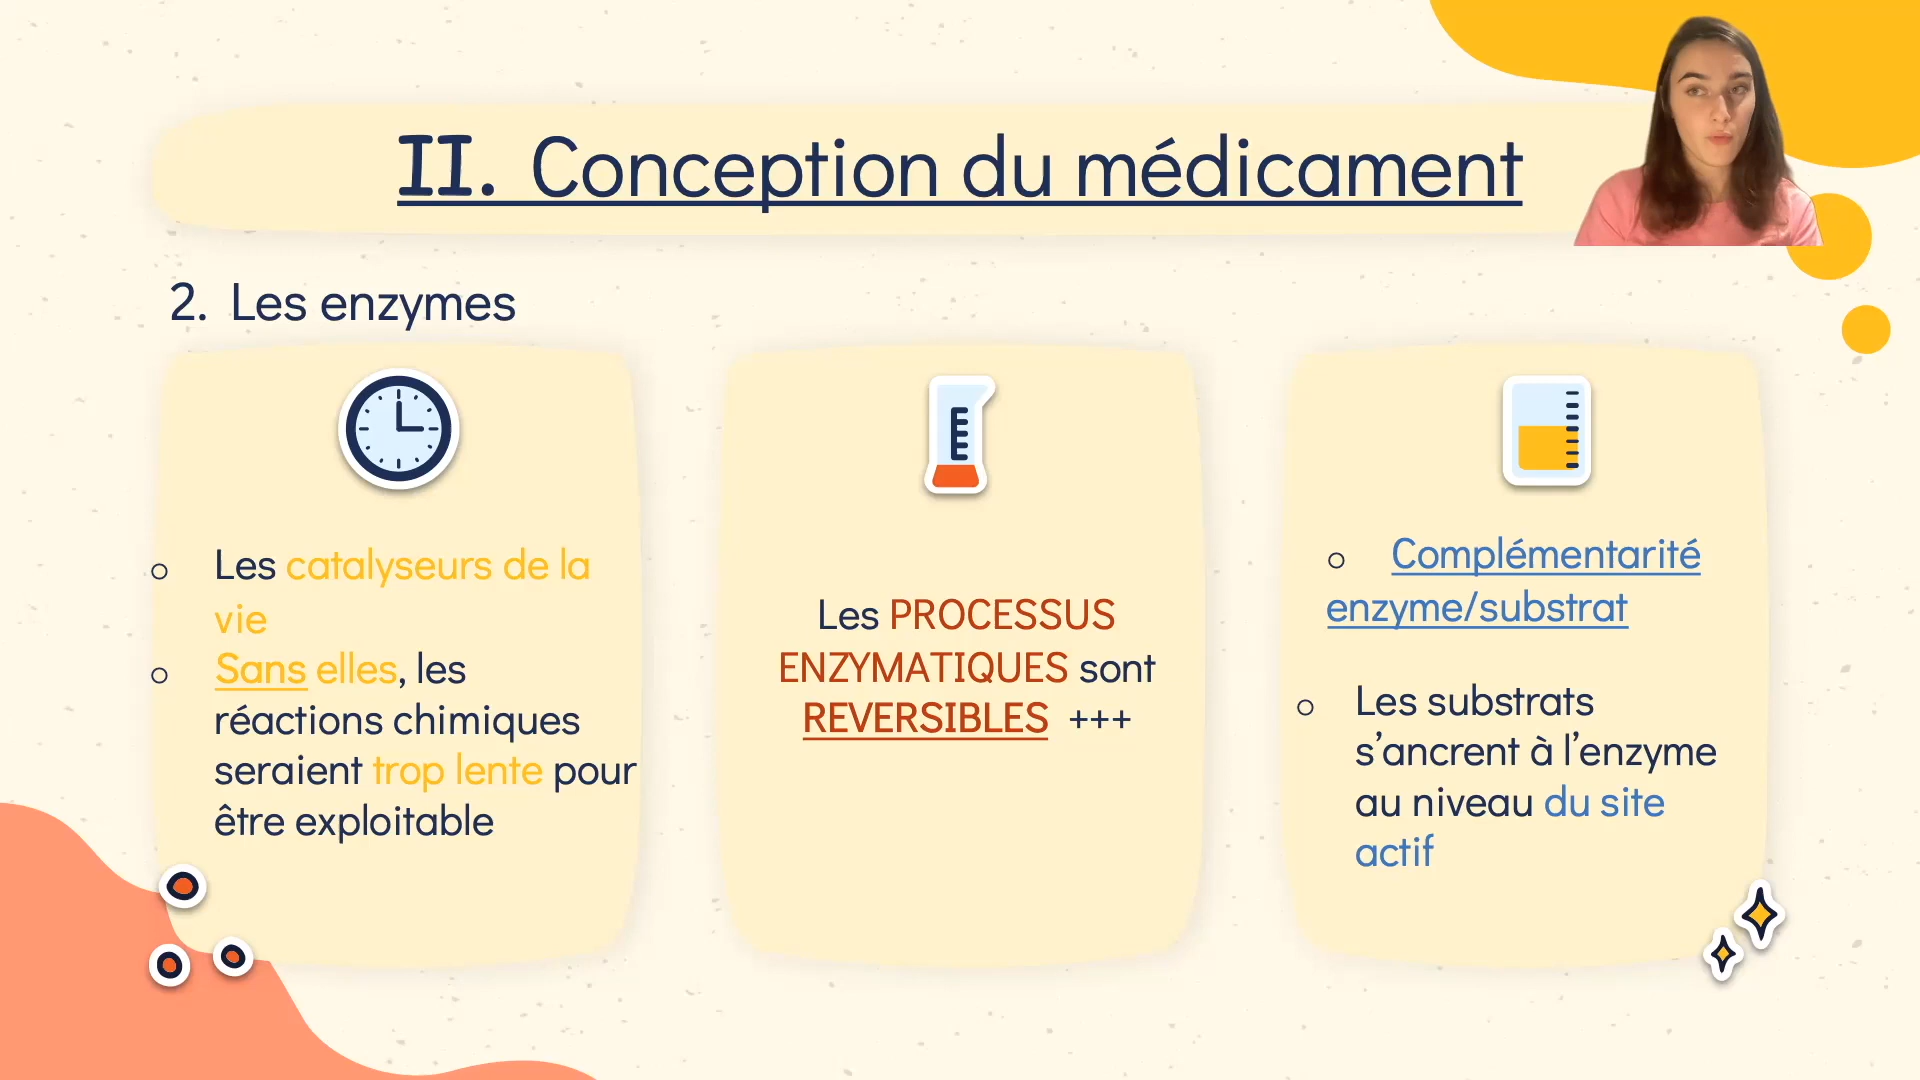 II. Conception du médicament
2. Les enzymes
Les catalyseurs de la
vie
Sans elles, les
réactions chimiques
seraient trop lente pour
être exploitable
Les PROCESSUS
ENZYMATIQUES sont
REVERSIBLES +++
Complémentarité
enzyme/substrat
Les substrats
s’ancrent à l’enzyme
au niveau du site
actif